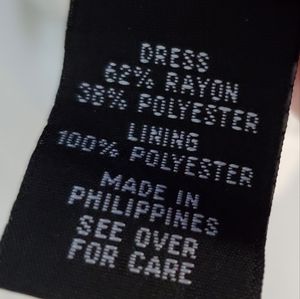 DRESS
62% RAYON
38% POLYESTER
LINING
100% POLYESTER
MADE IN
PHILIPPINES
SEE OVER
FOR CARE